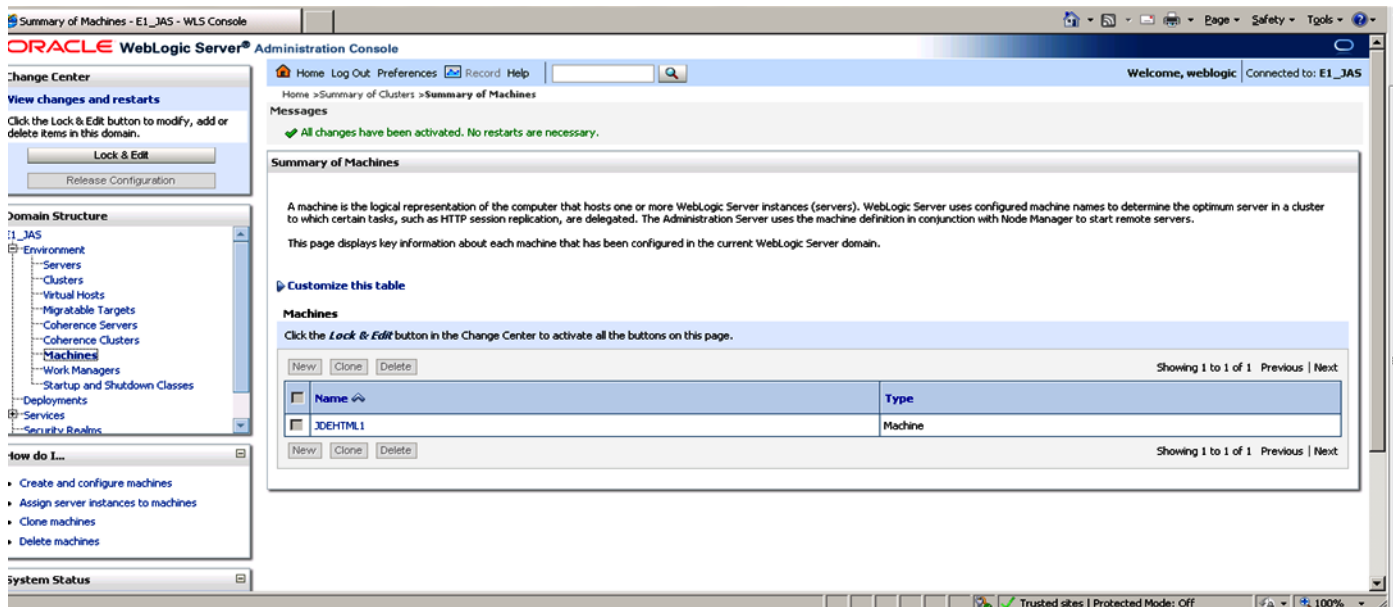 Summary of Machines - E1_JAS - WLS Console
Page
Safety
Tools
ORACLE WebLogic Server® Administration Console
Change Center
View changes and restarts
Click the Lock & Edit button to modify, add or
delete items in this domain.
Lock & Edit
Release Configuration
Domain Structure
E1_JAS
Environment
Servers
Clusters
Virtual Hosts
Migratable Targets
Coherence Servers
Coherence Clusters
Machines
Work Managers
Startup and Shutdown Classes
Deployments
Services
Security Realms
How do I...
Create and configure machines
Assign server instances to machines
Clone machines
Delete machines
System Status
Home Log Out Preferences Record Help
Welcome, weblogic Connected to: E1_JAS
Home >Summary of Clusters >Summary of Machines
Messages
All changes have been activated. No restarts are necessary.
Summary of Machines
A machine is the logical representation of the computer that hosts one or more WebLogic Server instances (servers). WebLogic Server uses configured machine names to determine the optimum server in a cluster
to which certain tasks, such as HTTP session replication, are delegated. The Administration Server uses the machine definition in conjunction with Node Manager to start remote servers.
This page displays key information about each machine that has been configured in the current WebLogic Server domain.
Customize this table
Machines
Click the Lock & Edit button in the Change Center to activate all the buttons on this page.
New Clone Delete
Showing 1 to 1 of 1 Previous | Next
Name Type
JDEHTML1 Machine
New Clone Delete
Showing 1 to 1 of 1 Previous | Next
Trusted sites | Protected Mode: Off
100%